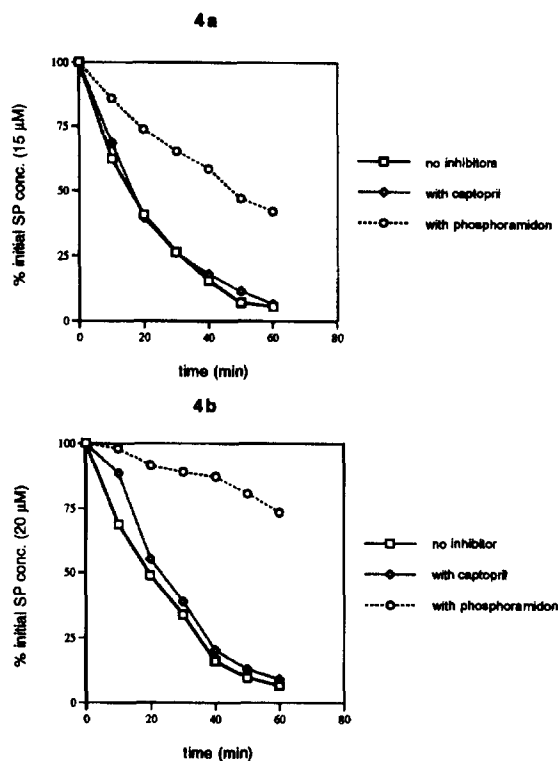 4a
% initial SP conc. (15 µM)
100
75
50
25
0
0 20 40 60 80
time (min)
no inhibitors
with captopril
with phosphoramidon
4b
% initial SP conc. (20 µM)
100
75
50
25
0
0 20 40 60 80
time (min)
no inhibitor
with captopril
with phosphoramidon